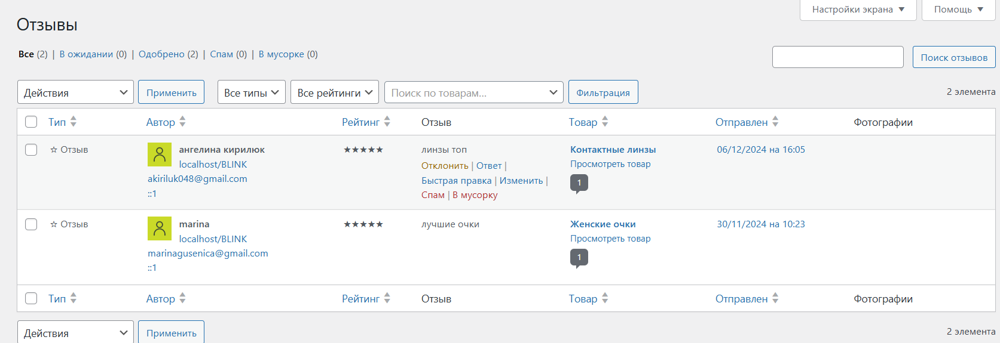 Настройки экрана ▼ Помощь ▼
Отзывы
Все (2) | В ожидании (0) | Одобрено (2) | Спам (0) | В мусорке (0)
Поиск отзывов
Действия Применить Все типы Все рейтинги Поиск по товарам... Фильтрация 2 элемента
Тип Автор Рейтинг Отзыв Товар Отправлен Фотографии
☆ Отзыв ангелина кирилюк ★★★★★ линзы топ Контактные линзы 06/12/2024 на 16:05
localhost/BLINK Отклонить | Ответ | Просмотреть товар
akiriluk048@gmail.com Быстрая правка | Изменить | 1
::1 Спам | В мусорку
☆ Отзыв marina ★★★★★ лучшие очки Женские очки 30/11/2024 на 10:23
localhost/BLINK Просмотреть товар
marinagusenica@gmail.com 1
::1
Тип Автор Рейтинг Отзыв Товар Отправлен Фотографии
Действия Применить 2 элемента